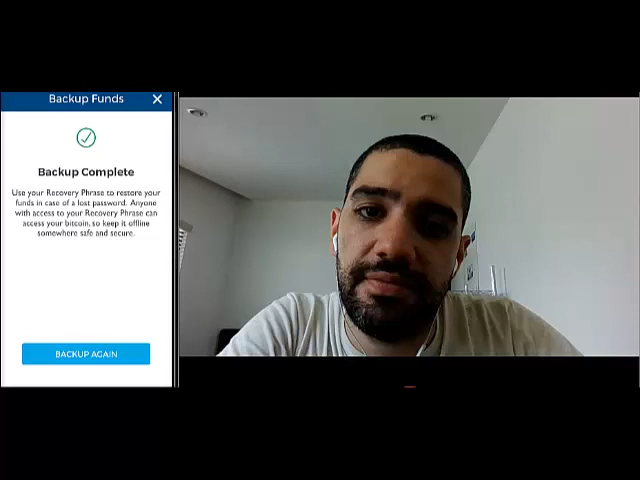 Backup Funds
Backup Complete
Use your Recovery Phrase to restore your
funds in case of a lost password. Anyone
with access to your Recovery Phrase can
access your bitcoin, so keep it offline
somewhere safe and secure.
BACKUP AGAIN